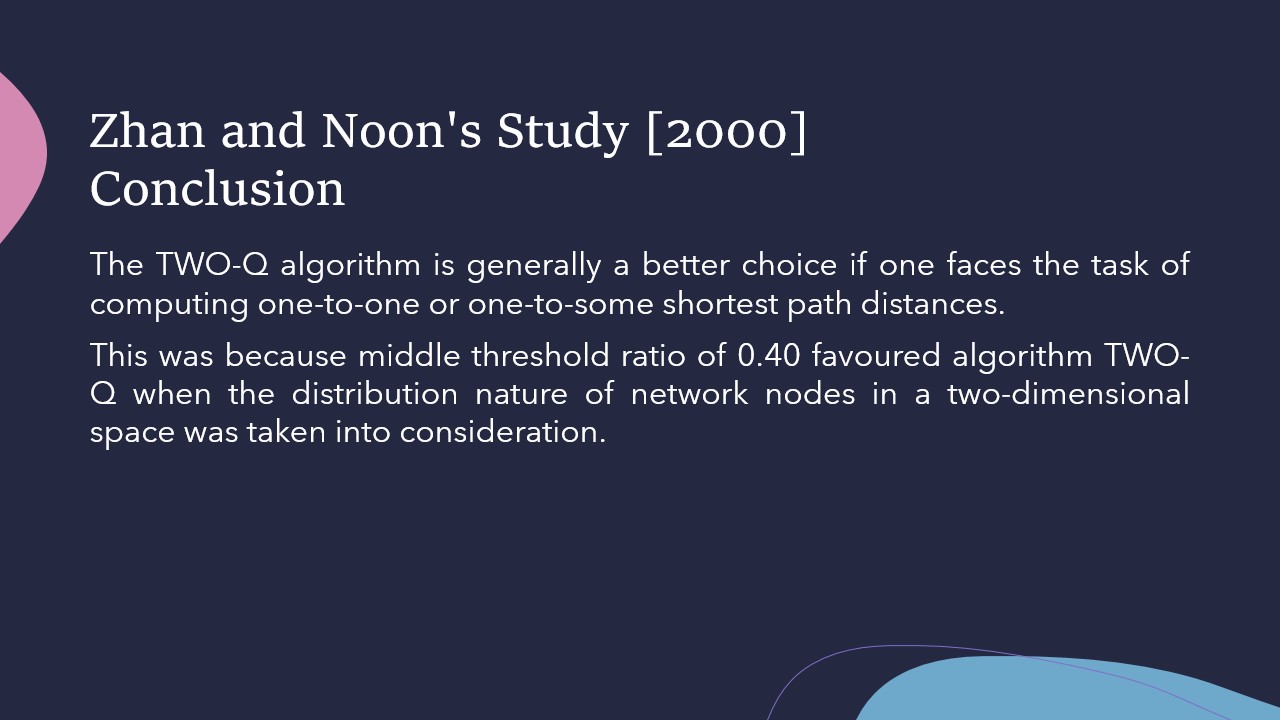 Zhan and Noon's Study [2000]
Conclusion
The TWO-Q algorithm is generally a better choice if one faces the task of
computing one-to-one or one-to-some shortest path distances.
This was because middle threshold ratio of 0.40 favoured algorithm TWO-
Q when the distribution nature of network nodes in a two-dimensional
space was taken into consideration.